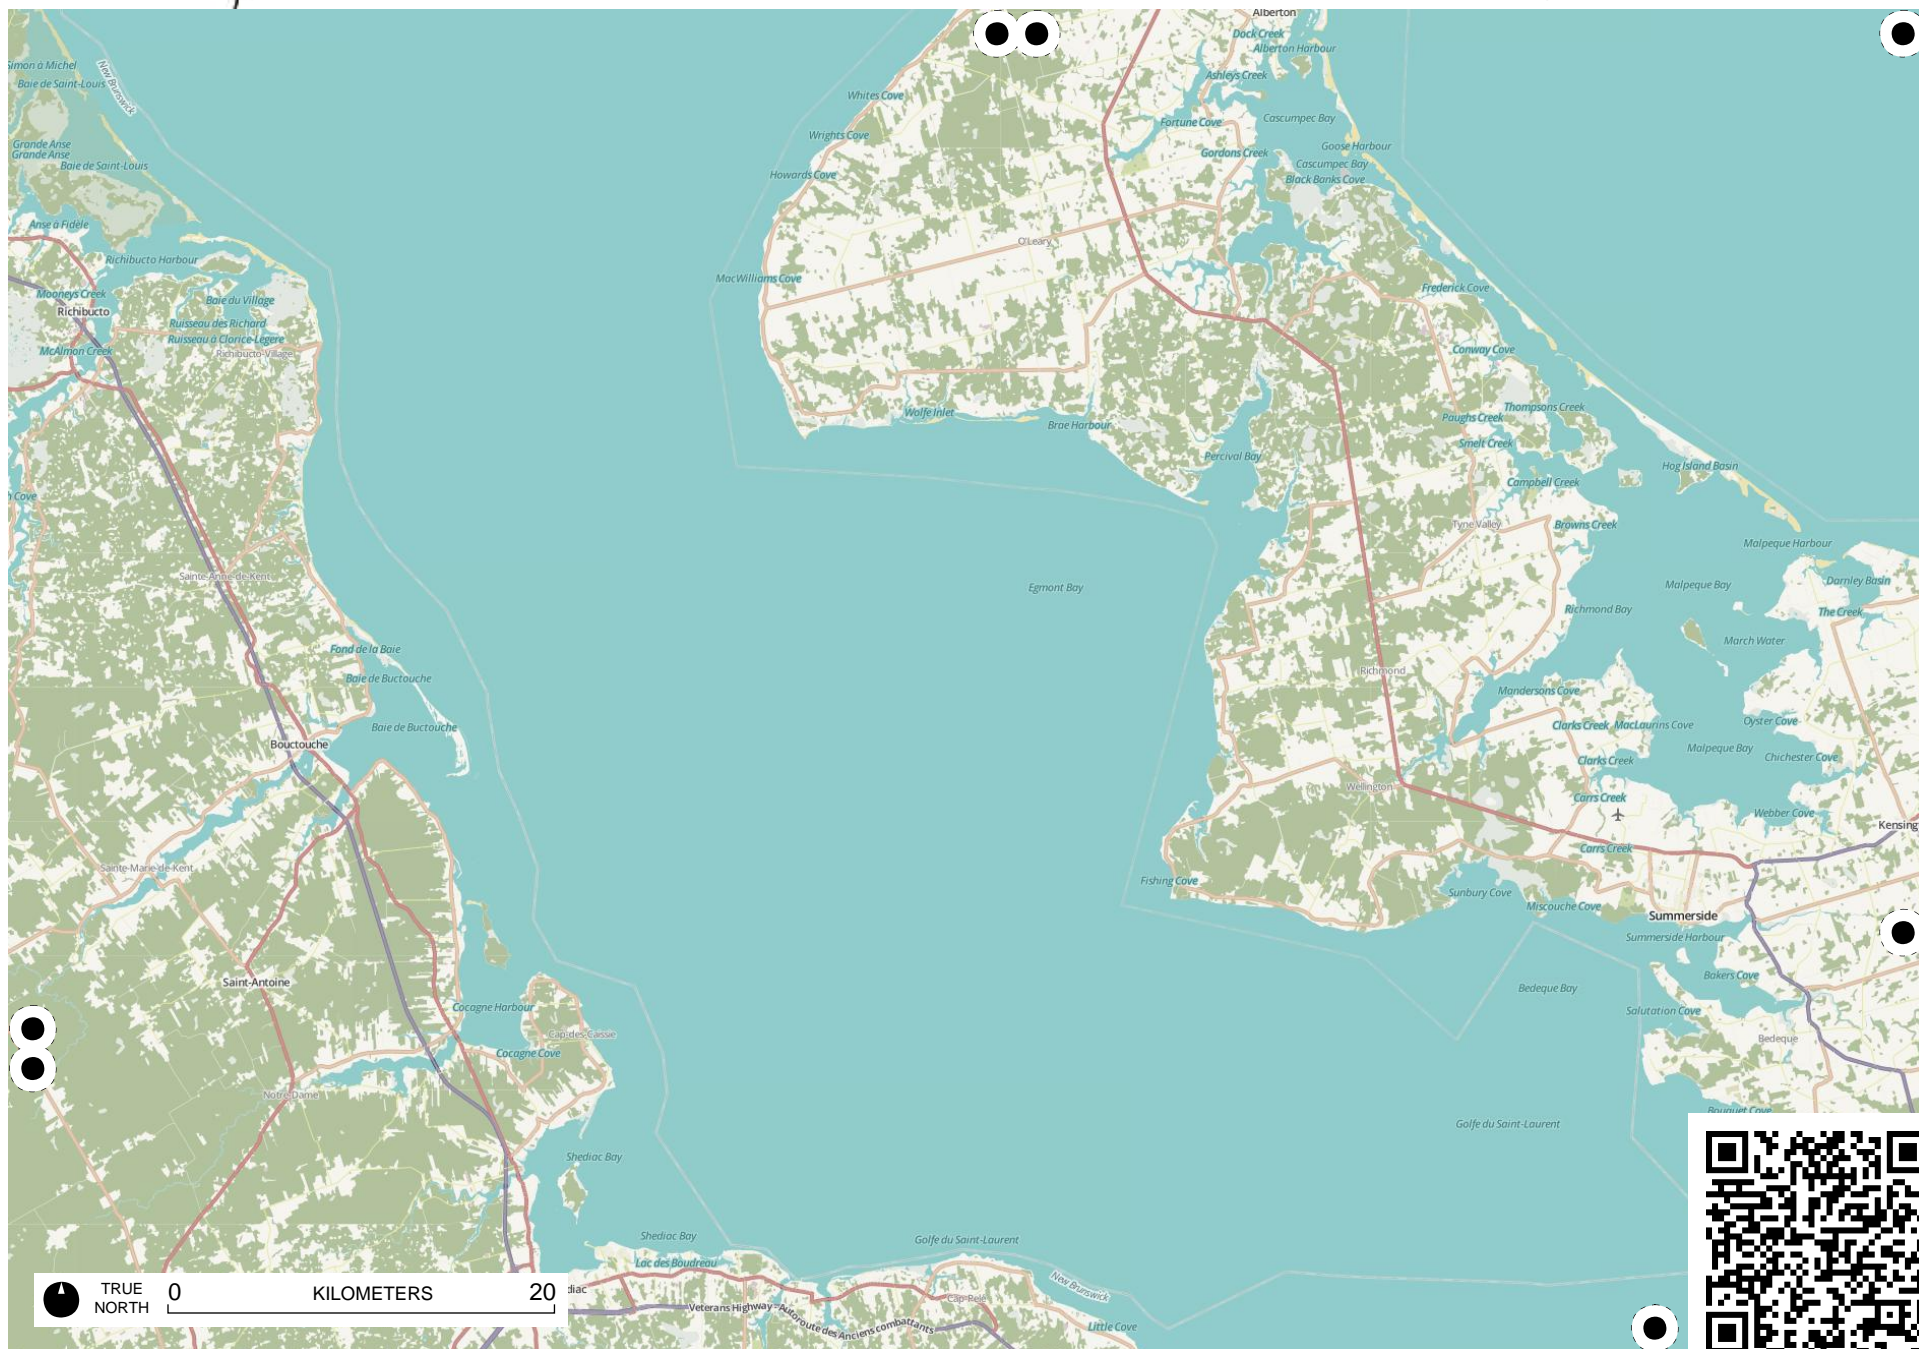 Alberton
Dock Creek
Alberton Harbour
Simon à Michel
New Brunswick
Ashleys Creek
Baie de Saint-Louis
Whites Cove
Cascumpec Bay
Fortune Cove
Wrights Cove
Grande Anse
Goose Harbour
Grande Anse
Gordons Creek
Baie de Saint-Louis
Cascumpec Bay
Howards Cove
Black Banks Cove
Anse à Fidèle
O'Leary
Richibucto Harbour
MacWilliams Cove
Frederick Cove
Mooneys Creek
Baie du Village
Richibucto
Ruisseau des Richard
Ruisseau à Clorice-Légere
McAlmon Creek
Richibucto-Village
Conway Cove
Thompsons Creek
Wolfe Inlet
Paughs Creek
Brae Harbour
Smelt Creek
Percival Bay
Hog Island Basin
Campbell Creek
h Cove
Tyne Valley
Browns Creek
Malpeque Harbour
Sainte-Anne-de-Kent
Darnley Basin
Egmont Bay
Malpeque Bay
Richmond Bay
The Creek
March Water
Fond de la Baie
Richmond
Baie de Buctouche
Mandersons Cove
Baie de Buctouche
Clarks Creek
MacLaurins Cove
Oyster Cove
Bouctouche
Malpeque Bay
Chichester Cove
Clarks Creek
Wellington
Carrs Creek
Webber Cove
Kensing
Carrs Creek
Sainte-Marie-de-Kent
Fishing Cove
Sunbury Cove
Miscouche Cove
Summerside
Summerside Harbour
Bakers Cove
Saint-Antoine
Bedeque Bay
Cocagne Harbour
Salutation Cove
Cap-des-Caissie
Bedeque
Cocagne Cove
Notre-Dame
Bouquet Cove
Golfe du Saint-Laurent
Shediac Bay
Shediac Bay
Golfe du Saint-Laurent
Lac des Boudreau
New Brunswick
diac
Cap-Pelé
Veterans Highway - Autoroute des Anciens combattants
Little Cove
TRUE NORTH
0 KILOMETERS 20